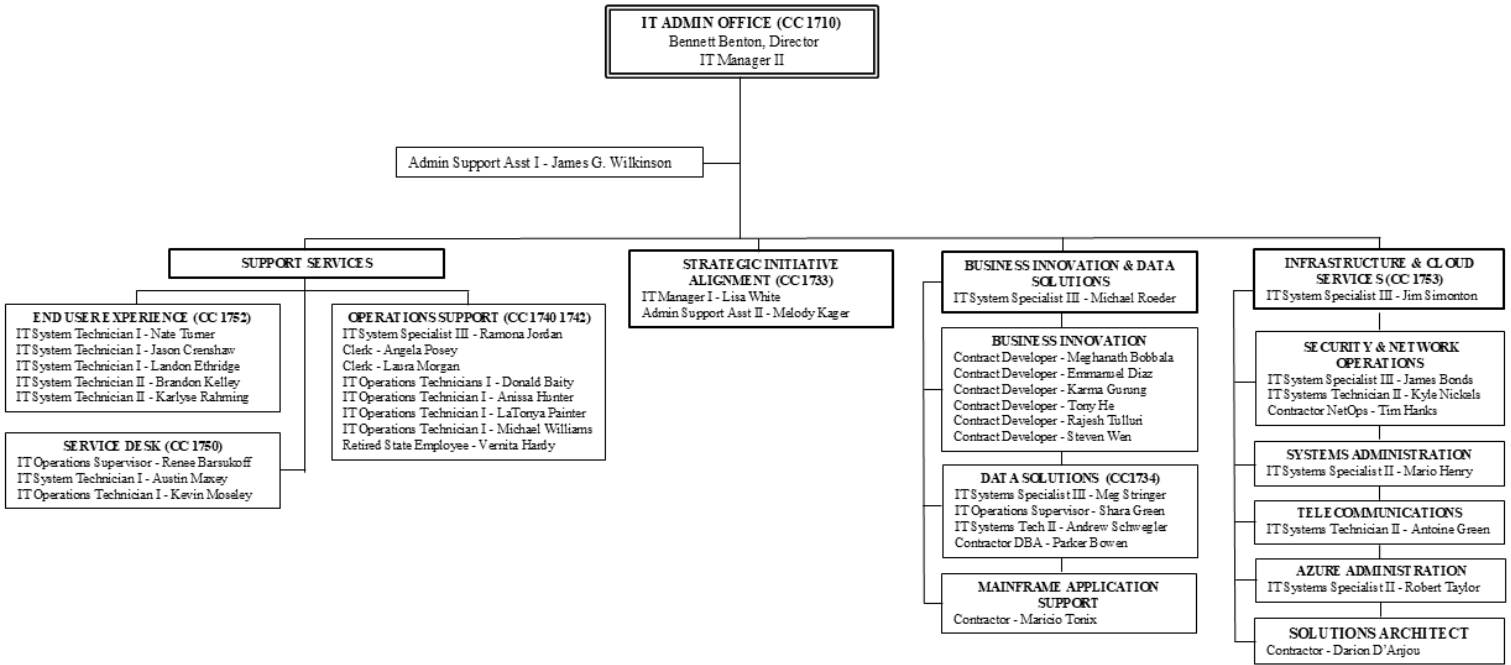 IT ADMIN OFFICE (CC 1710)
Bennett Benton, Director
IT Manager II
Admin Support Asst I - James G. Wilkinson
SUPPORT SERVICES
END USER EXPERIENCE (CC 1752)
IT System Technician I - Nate Turner
IT System Technician I - Jason Crenshaw
IT System Technician I - Landon Ethridge
IT System Technician II - Brandon Kelley
IT System Technician II - Karlyse Rahming
SERVICE DESK (CC 1750)
IT Operations Supervisor - Renee Barsukoff
IT System Technician I - Austin Maxey
IT Operations Technician I - Kevin Moseley
OPERATIONS SUPPORT (CC 1740 1742)
IT System Specialist III - Ramona Jordan
Clerk - Angela Posey
Clerk - Laura Morgan
IT Operations Technicians I - Donald Baity
IT Operations Technician I - Anissa Hunter
IT Operations Technician I - LaTonya Painter
IT Operations Technician I - Michael Williams
Retired State Employee - Vernita Hardy
STRATEGIC INITIATIVE
ALIGNMENT (CC 1733)
IT Manager I - Lisa White
Admin Support Asst II - Melody Kager
BUSINESS INNOVATION & DATA
SOLUTIONS
IT System Specialist III - Michael Roeder
BUSINESS INNOVATION
Contract Developer - Meghanath Bobbala
Contract Developer - Emmanuel Diaz
Contract Developer - Karma Gurung
Contract Developer - Tony He
Contract Developer - Rajesh Tulluri
Contract Developer - Steven Wen
DATA SOLUTIONS (CC1734)
IT Systems Specialist III - Meg Stringer
IT Operations Supervisor - Shara Green
IT Systems Tech II - Andrew Schwegler
Contractor DBA - Parker Bowen
MAINFRAME APPLICATION
SUPPORT
Contractor - Maricio Tonix
INFRASTRUCTURE & CLOUD
SERVICES (CC 1753)
IT System Specialist III - Jim Simonton
SECURITY & NETWORK
OPERATIONS
IT System Specialist III - James Bonds
IT Systems Technician II - Kyle Nickels
Contractor NetOps - Tim Hanks
SYSTEMS ADMINISTRATION
IT Systems Specialist II - Mario Henry
TELECOMMUNICATIONS
IT Systems Technician II - Antoine Green
AZURE ADMINISTRATION
IT Systems Specialist II - Robert Taylor
SOLUTIONS ARCHITECT
Contractor - Darion D'Anjou